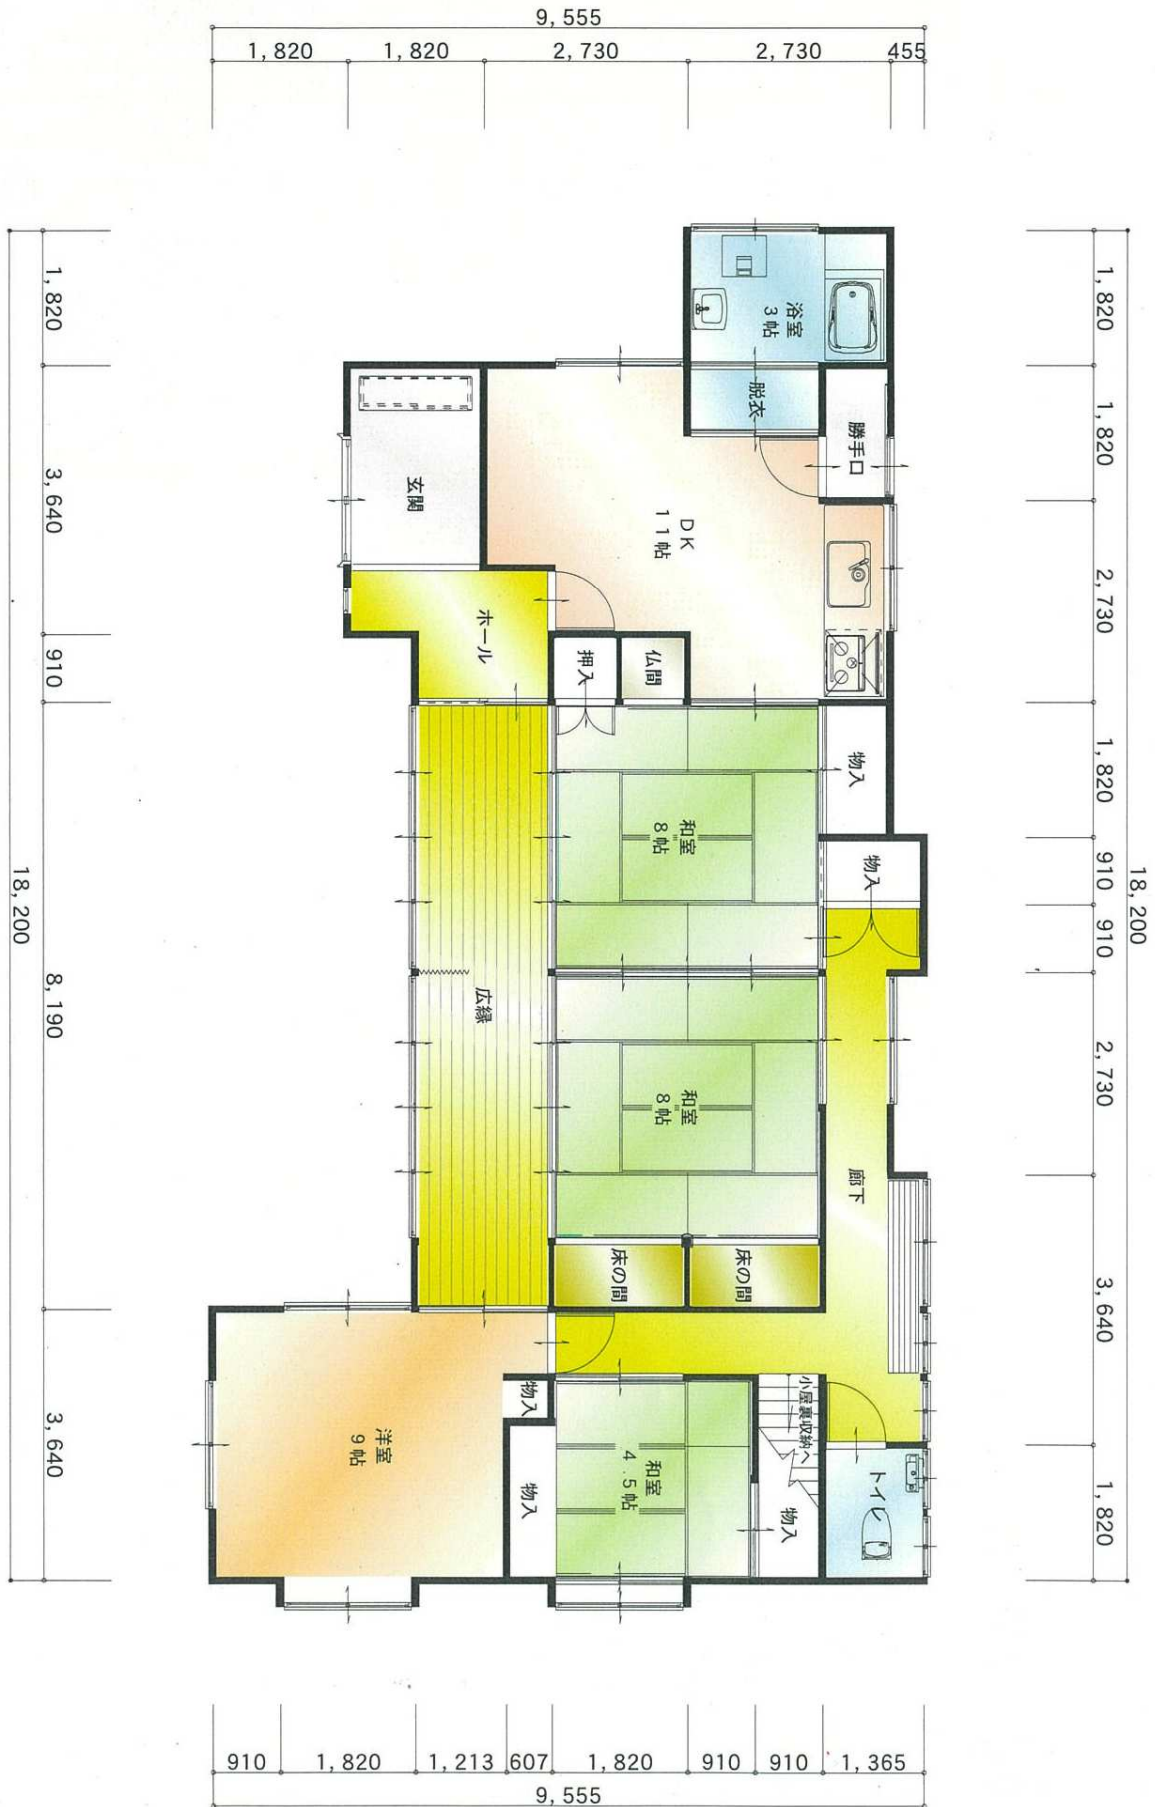 9,555
1,820
1,820
2,730
2,730
455
18,200
1,820
3,640
910
8,190
3,640
18,200
1,820
1,820
2,730
1,820
910
910
2,730
3,640
1,820
浴室
3帖
脱衣
勝手口
玄関
DK
11帖
ホール
押入
仏間
物入
和室
8帖
物入
広縁
和室
8帖
廊下
床の間
床の間
洋室
9帖
物入
物入
和室
4.5帖
小屋裏収納へ
物入
トイレ
910
1,820
1,213
607
1,820
910
910
1,365
9,555